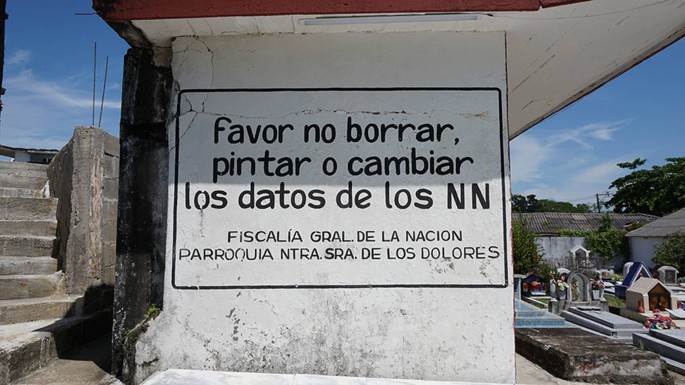 Favor no borrar,
pintar o cambiar
los datos de los NN
FISCALÍA GRAL. DE LA NACION
PARROQUIA NTRA. SRA. DE LOS DOLORES